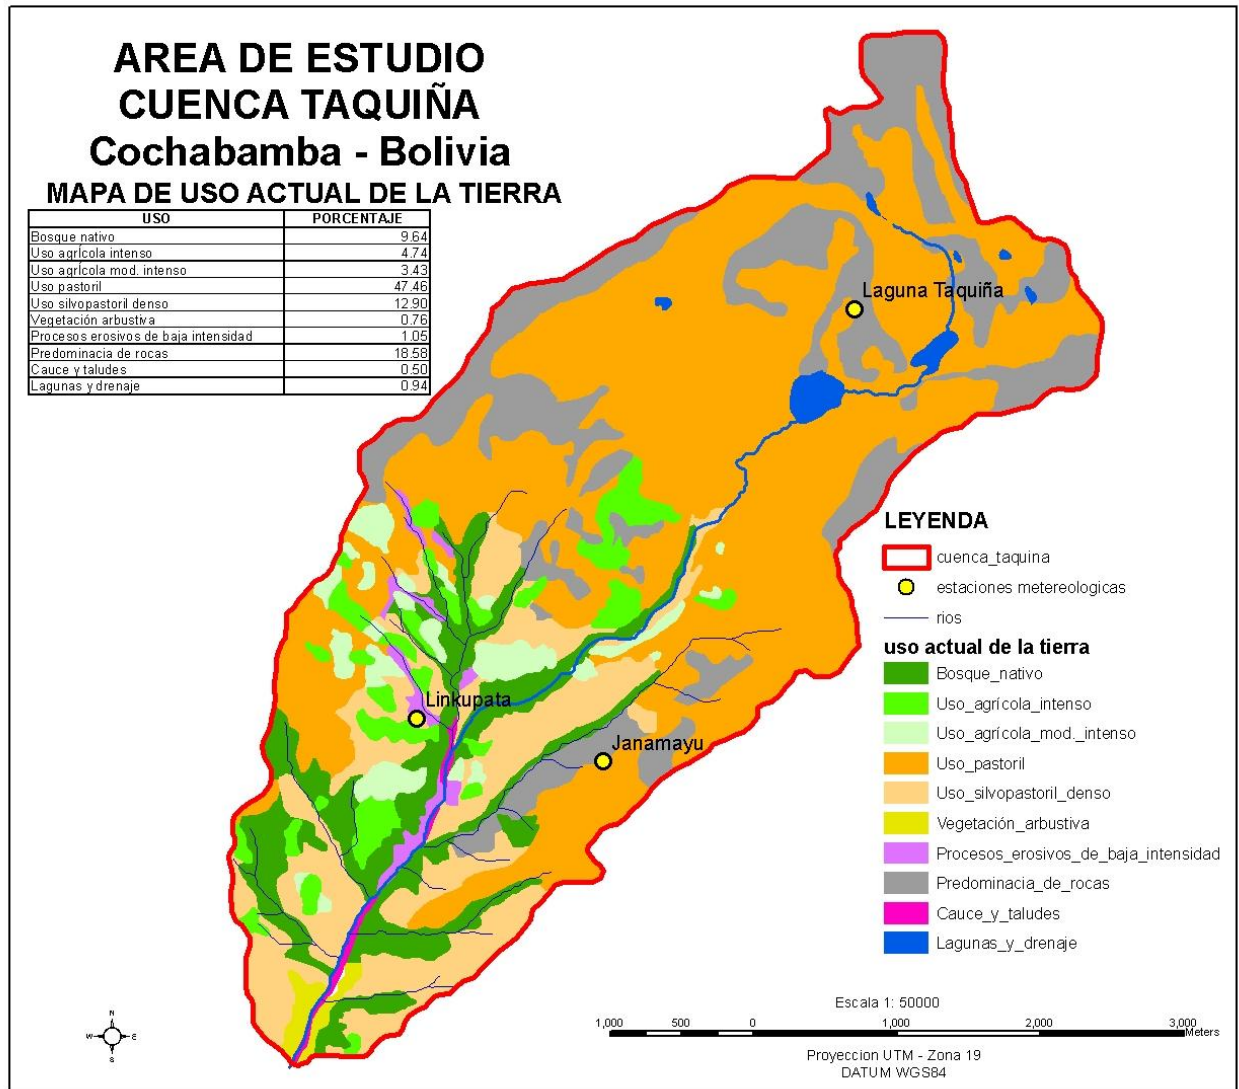 AREA DE ESTUDIO
CUENCA TAQUIÑA
Cochabamba - Bolivia
MAPA DE USO ACTUAL DE LA TIERRA
USO PORCENTAJE
Bosque nativo 9.64
Uso agrícola intenso 4.74
Uso agrícola mod. intenso 3.43
Uso pastoril 47.46
Uso silvopastoril denso 12.90
Vegetación arbustiva 0.76
Procesos erosivos de baja intensidad 1.05
Predominacia de rocas 18.58
Cauce y taludes 0.50
Lagunas y drenaje 0.94
Laguna Taquiña
Linkupata
Janamayu
LEYENDA
cuenca_taquina
estaciones metereologicas
rios
uso actual de la tierra
Bosque_nativo
Uso_agrícola_intenso
Uso_agrícola_mod._intenso
Uso_pastoril
Uso_silvopastoril_denso
Vegetación_arbustiva
Procesos_erosivos_de_baja_intensidad
Predominacia_de_rocas
Cauce_y_taludes
Lagunas_y_drenaje
N
W E
S
Escala 1: 50000
1,000 500 0 1,000 2,000 3,000
Meters
Proyeccion UTM - Zona 19
DATUM WGS84